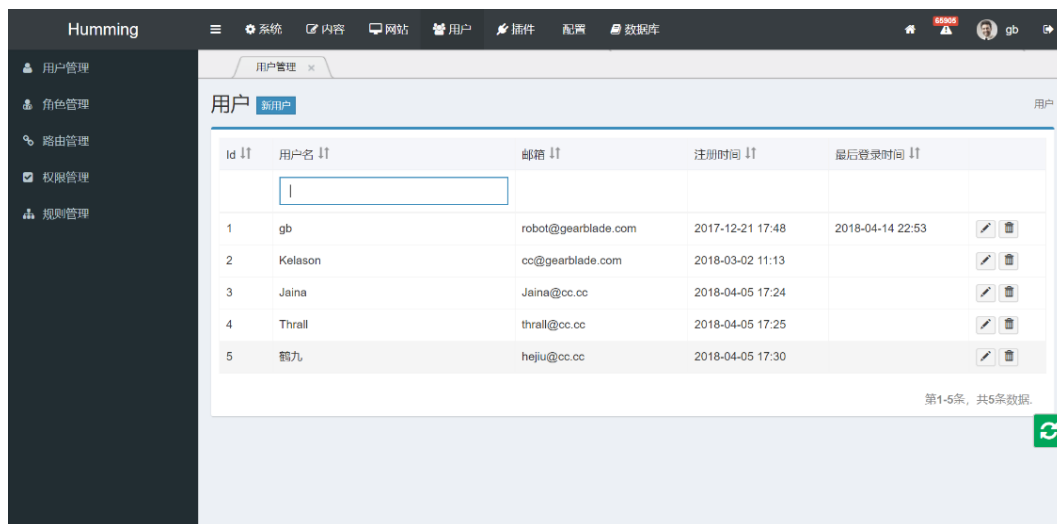 Humming 系统 内容 网站 用户 插件 配置 数据库 65905 gb
用户管理
角色管理
路由管理
权限管理
规则管理
用户管理 ×
用户 新用户 用户
Id 用户名 邮箱 注册时间 最后登录时间
1 gb robot@gearblade.com 2017-12-21 17:48 2018-04-14 22:53
2 Kelason cc@gearblade.com 2018-03-02 11:13
3 Jaina Jaina@cc.cc 2018-04-05 17:24
4 Thrall thrall@cc.cc 2018-04-05 17:25
5 鹤九 hejiu@cc.cc 2018-04-05 17:30
第1-5条，共5条数据.